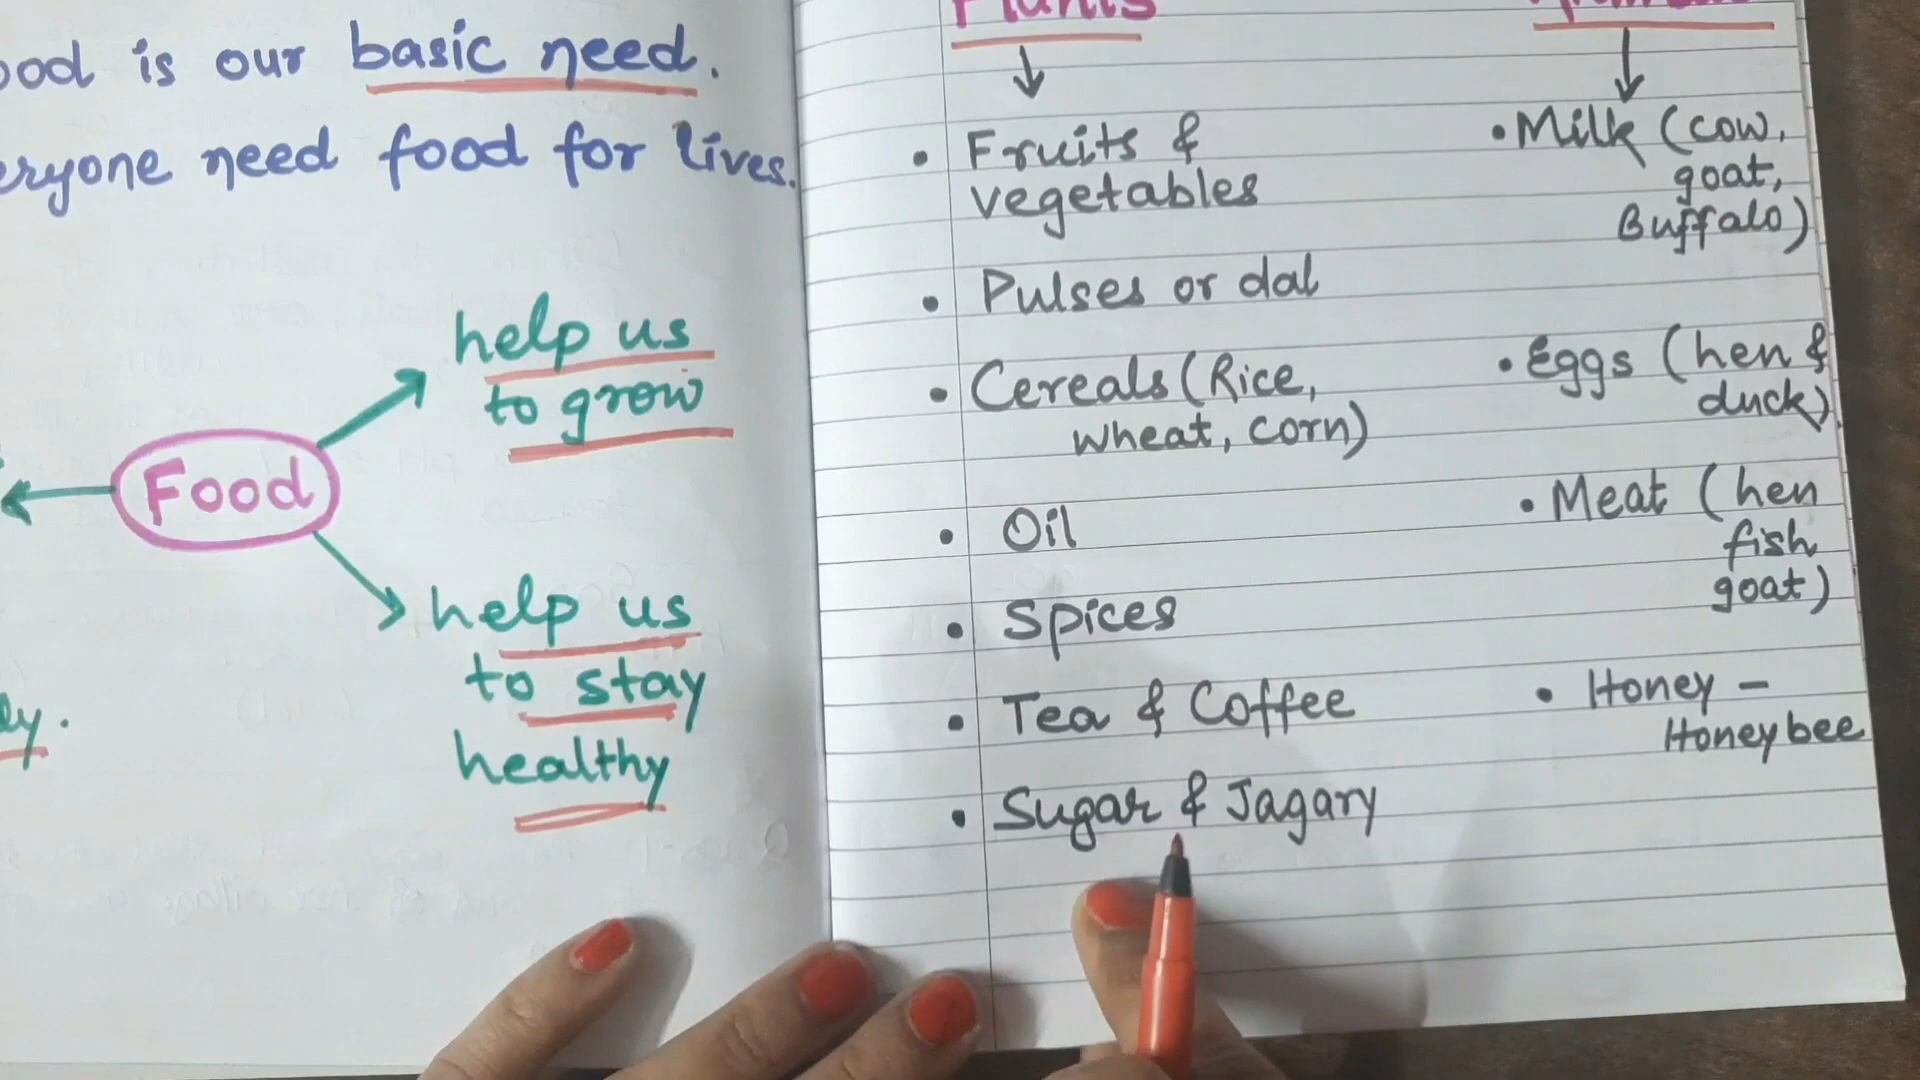 ood is our basic need.
eryone need food for lives.
help us
to grow
Food
help us
to stay
healthy
ly.
Plants
• Fruits &
vegetables
• Pulses or dal
• Cereals (Rice,
wheat, corn)
• Oil
• Spices
• Tea & Coffee
• Sugar & Jagary
• Milk (cow,
goat,
Buffalo)
• Eggs (hen &
duck)
• Meat (hen
fish
goat)
• Honey -
Honeybee